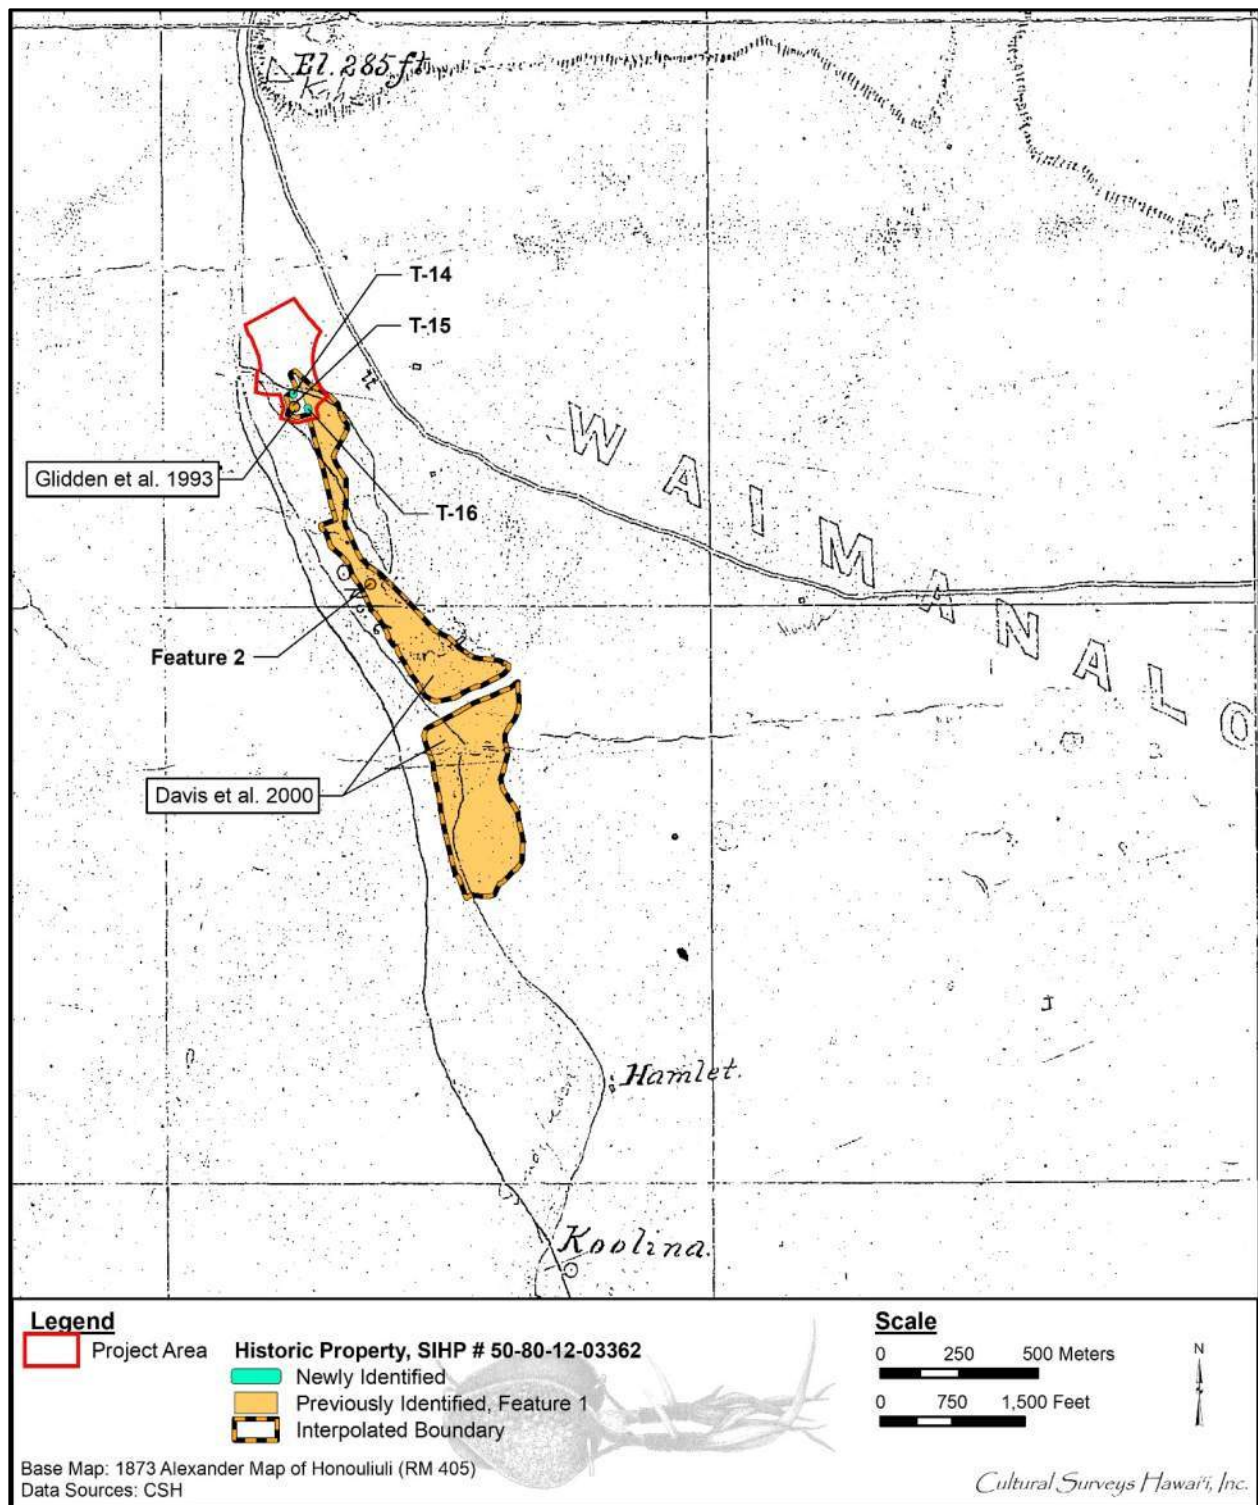 El. 285 ft
T-14
T-15
WAIMANALO
Glidden et al. 1993
T-16
Feature 2
Davis et al. 2000
Hamlet.
Koolina.
Legend
Project Area
Historic Property, SIHP # 50-80-12-03362
Newly Identified
Previously Identified, Feature 1
Interpolated Boundary
Base Map: 1873 Alexander Map of Honouliuli (RM 405)
Data Sources: CSH
Scale
0 250 500 Meters
0 750 1,500 Feet
N
Cultural Surveys Hawai‘i, Inc.